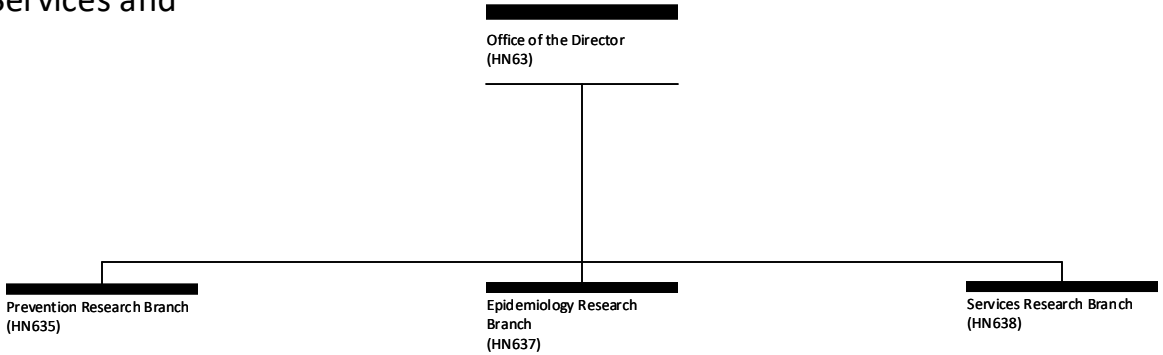 Services and
Office of the Director
(HN63)
Prevention Research Branch
(HN635)
Epidemiology Research
Branch
(HN637)
Services Research Branch
(HN638)